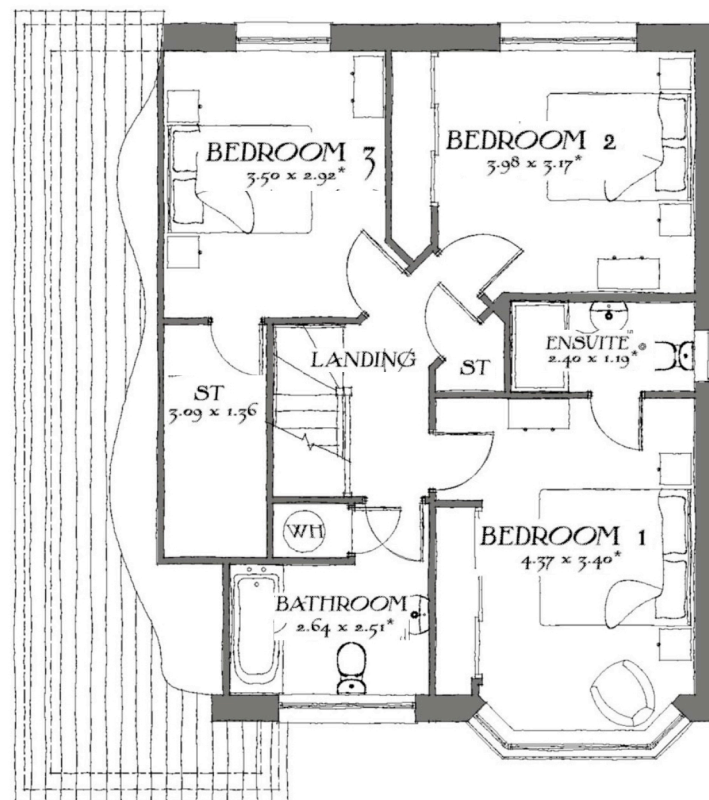 BEDROOM 3
3.50 x 2.92*
BEDROOM 2
3.98 x 3.17*
LANDING
ST
ENSUITE
2.40 x 1.19*
ST
3.09 x 1.36
WH
BEDROOM 1
4.37 x 3.40*
BATHROOM
2.64 x 2.51*